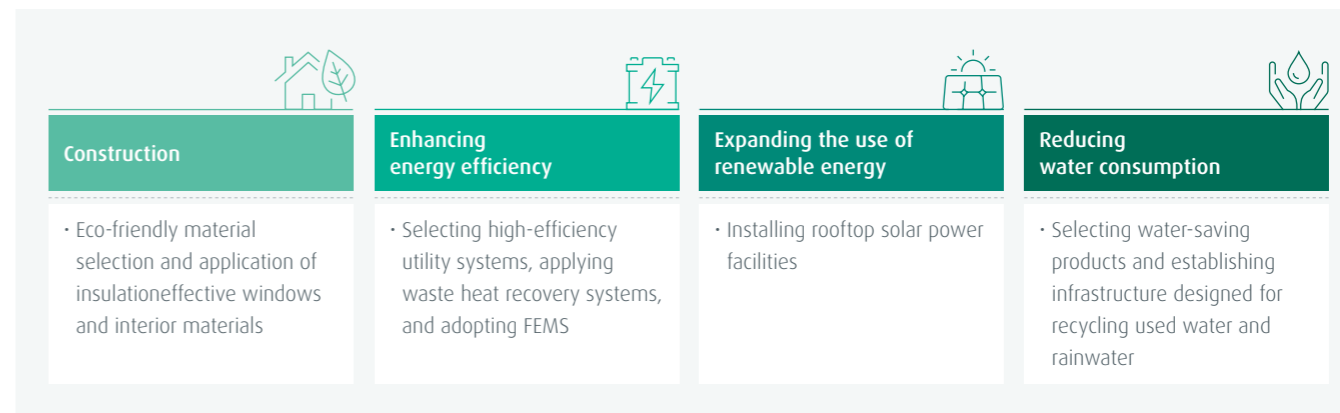 Construction
· Eco-friendly material
selection and application of
insulationeffective windows
and interior materials
Enhancing
energy efficiency
· Selecting high-efficiency
utility systems, applying
waste heat recovery systems,
and adopting FEMS
Expanding the use of
renewable energy
· Installing rooftop solar power
facilities
Reducing
water consumption
· Selecting water-saving
products and establishing
infrastructure designed for
recycling used water and
rainwater